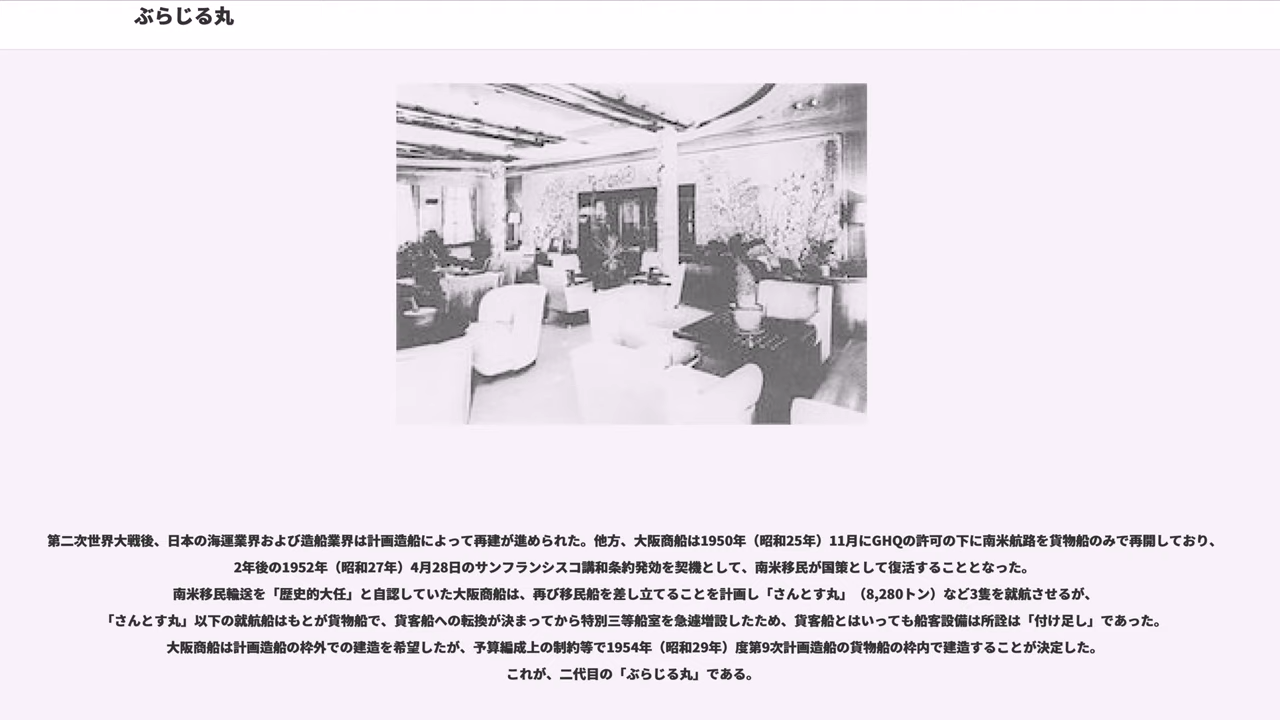 ぶらじる丸
第二次世界大戦後、日本の海運業界および造船業界は計画造船によって再建が進められた。他方、大阪商船は1950年（昭和25年）11月にGHQの許可の下に南米航路を貨物船のみで再開しており、
2年後の1952年（昭和27年）4月28日のサンフランシスコ講和条約発効を契機として、南米移民が国策として復活することとなった。
南米移民輸送を「歴史的大任」と自認していた大阪商船は、再び移民船を差し立てることを計画し「さんとす丸」（8,280トン）など3隻を就航させるが、
「さんとす丸」以下の就航船はもとが貨物船で、貨客船への転換が決まってから特別三等船室を急遽増設したため、貨客船とはいっても船客設備は所詮は「付け足し」であった。
大阪商船は計画造船の枠外での建造を希望したが、予算編成上の制約等で1954年（昭和29年）度第9次計画造船の貨物船の枠内で建造することが決定した。
これが、二代目の「ぶらじる丸」である。